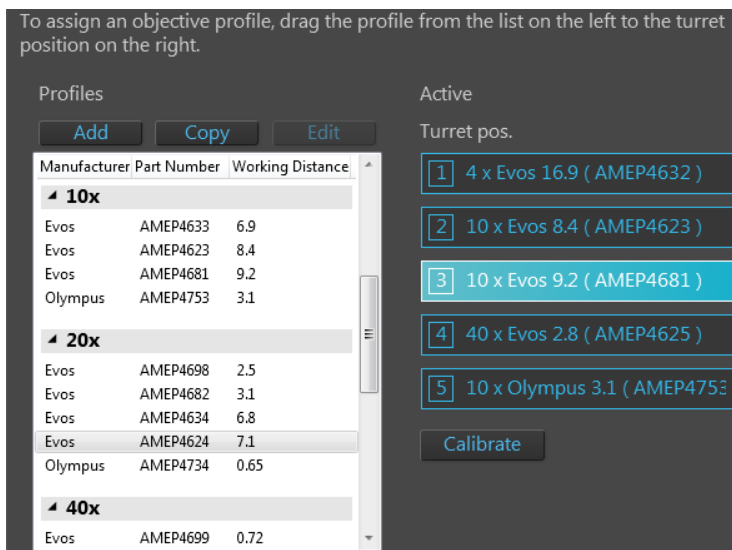 To assign an objective profile, drag the profile from the list on the left to the turret
position on the right.
Profiles
Add Copy Edit
Manufacturer Part Number Working Distance
10x
Evos AMEP4633 6.9
Evos AMEP4623 8.4
Evos AMEP4681 9.2
Olympus AMEP4753 3.1
20x
Evos AMEP4698 2.5
Evos AMEP4682 3.1
Evos AMEP4634 6.8
Evos AMEP4624 7.1
Olympus AMEP4734 0.65
40x
Evos AMEP4699 0.72
Active
Turret pos.
1 4 x Evos 16.9 ( AMEP4632 )
2 10 x Evos 8.4 ( AMEP4623 )
3 10 x Evos 9.2 ( AMEP4681 )
4 40 x Evos 2.8 ( AMEP4625 )
5 10 x Olympus 3.1 ( AMEP4753
Calibrate